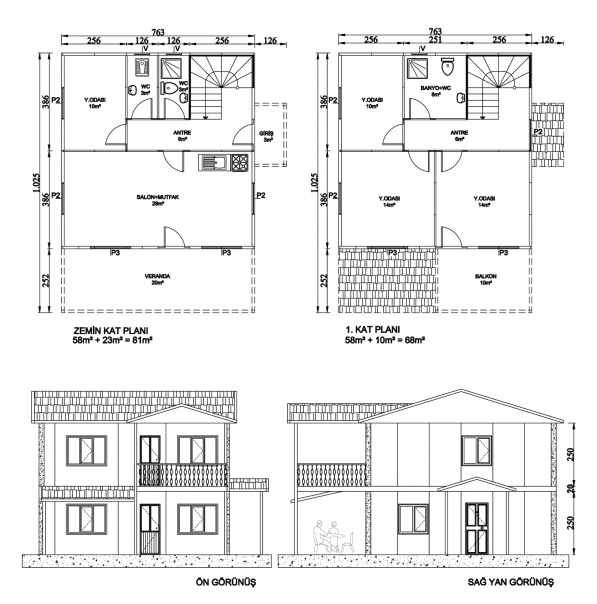 763
763
256
126
126
256
126
256
251
256
126
V
V
V
386
P2
Y.ODASI
10m²
WC
3m²
WC
3m²
ANTRE
6m²
GİRİŞ
3m²
386
P2
Y.ODASI
10m²
BANYO+WC
6m²
ANTRE
6m²
P2
1.025
386
P2
SALON+MUTFAK
29m²
P2
1.025
386
P2
Y.ODASI
14m²
Y.ODASI
14m²
P3
P3
P3
P3
252
VERANDA
20m²
252
BALKON
10m²
ZEMİN KAT PLANI
58m² + 23m² = 81m²
1. KAT PLANI
58m² + 10m² = 68m²
250
20
250
ÖN GÖRÜNÜŞ
SAĞ YAN GÖRÜNÜŞ